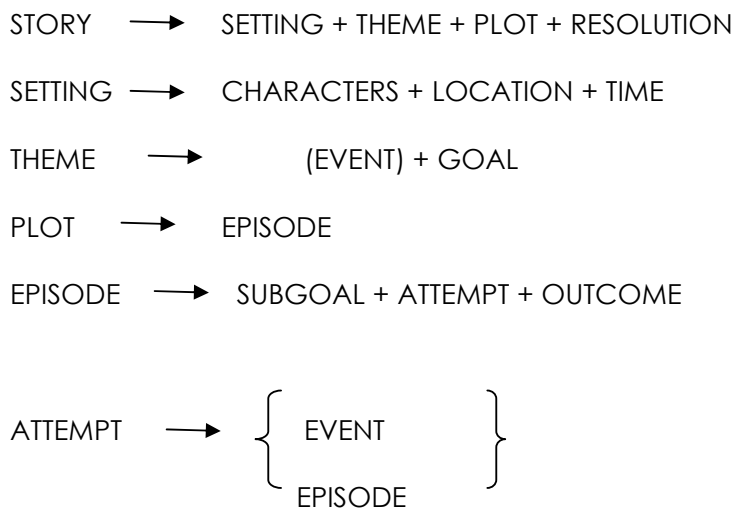 STORY → SETTING + THEME + PLOT + RESOLUTION
SETTING → CHARACTERS + LOCATION + TIME
THEME → (EVENT) + GOAL
PLOT → EPISODE
EPISODE → SUBGOAL + ATTEMPT + OUTCOME
ATTEMPT → { EVENT }
EPISODE